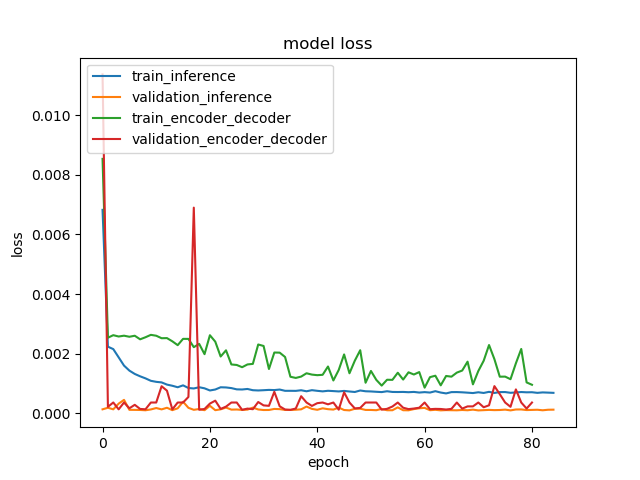 model loss
train_inference
validation_inference
train_encoder_decoder
validation_encoder_decoder
0.010
0.008
0.006
0.004
0.002
0.000
loss
0 20 40 60 80
epoch